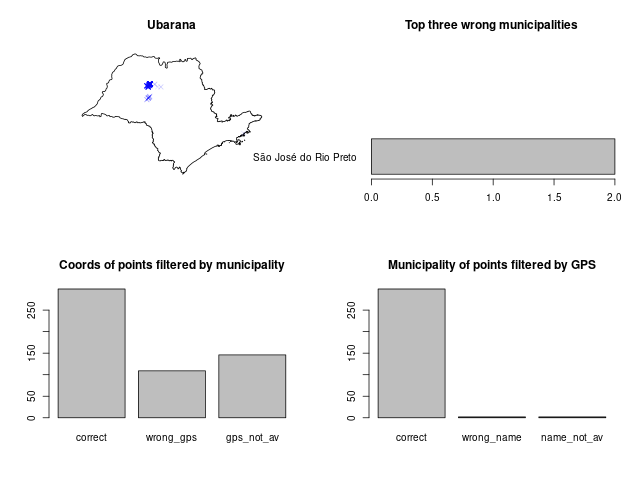 Ubarana
Top three wrong municipalities
São José do Rio Preto
0.0 0.5 1.0 1.5 2.0
Coords of points filtered by municipality
250
150
50
0
correct wrong_gps gps_not_av
Municipality of points filtered by GPS
250
150
50
0
correct wrong_name name_not_av